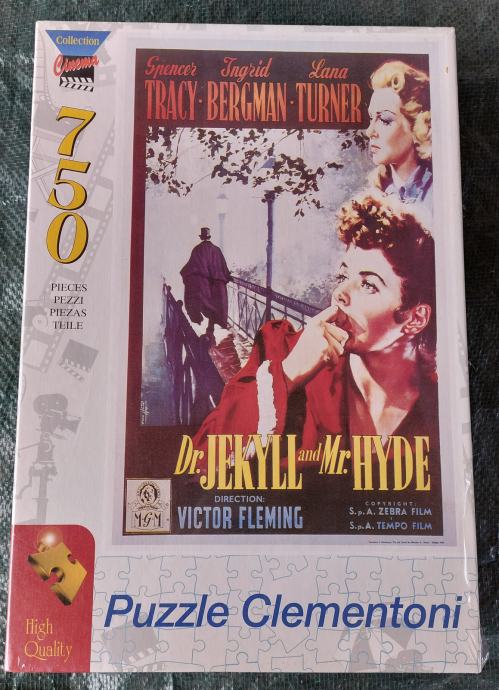 Collection
Cinema
750
PIECES
PEZZI
PIEZAS
TEILE
Spencer Ingrid Lana
TRACY · BERGMAN · TURNER
Dr. JEKYLL and Mr. HYDE
M-G-M
DIRECTION:
VICTOR FLEMING
COPYRIGHT:
S.p.A. ZEBRA FILM
S.p.A. TEMPO FILM
High
Quality
Puzzle Clementoni